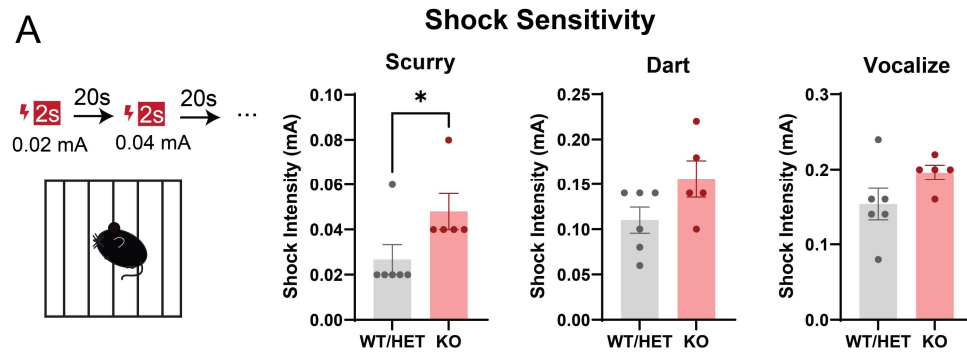 A
Shock Sensitivity
2s 20s 2s 20s ...
0.02 mA 0.04 mA
Scurry
Shock Intensity (mA)
0.10
0.08
0.06
0.04
0.02
0.00
*
WT/HET KO
Dart
Shock Intensity (mA)
0.25
0.20
0.15
0.10
0.05
0.00
WT/HET KO
Vocalize
Shock Intensity (mA)
0.3
0.2
0.1
0.0
WT/HET KO